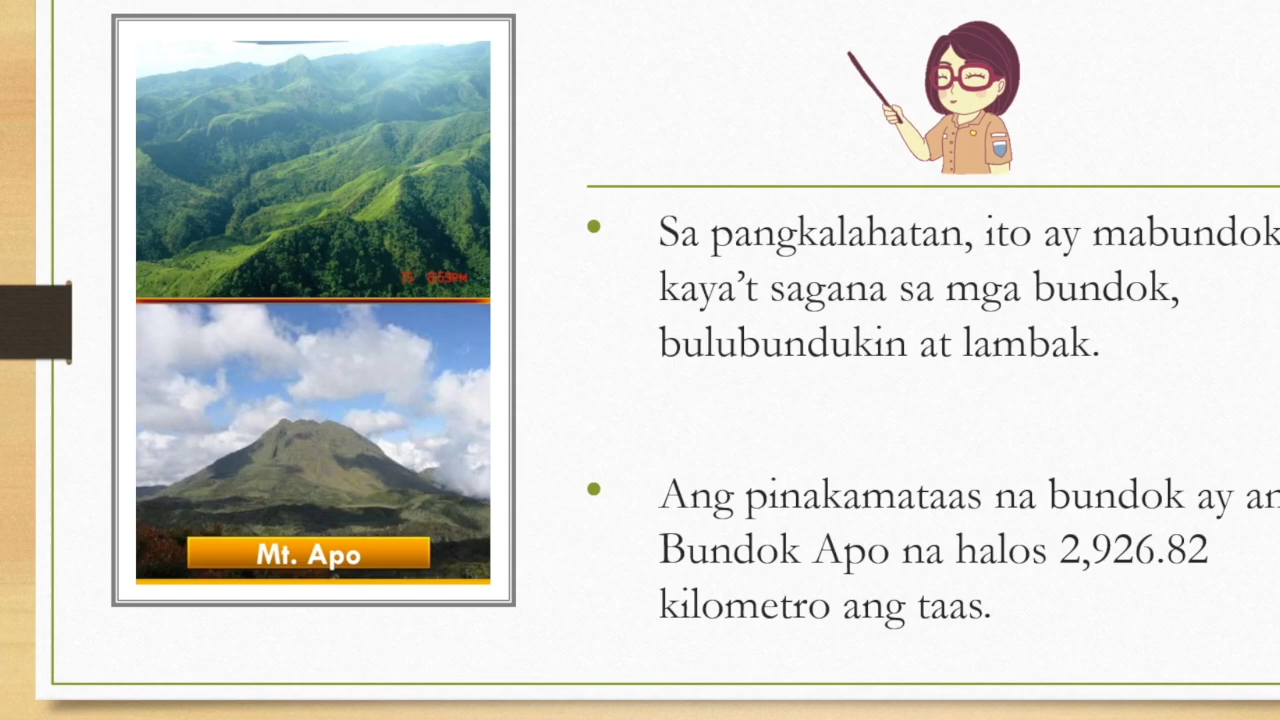 Sa pangkalahatan, ito ay mabundok
kaya’t sagana sa mga bundok,
bulubundukin at lambak.
Ang pinakamataas na bundok ay an
Bundok Apo na halos 2,926.82
kilometro ang taas.
Mt. Apo